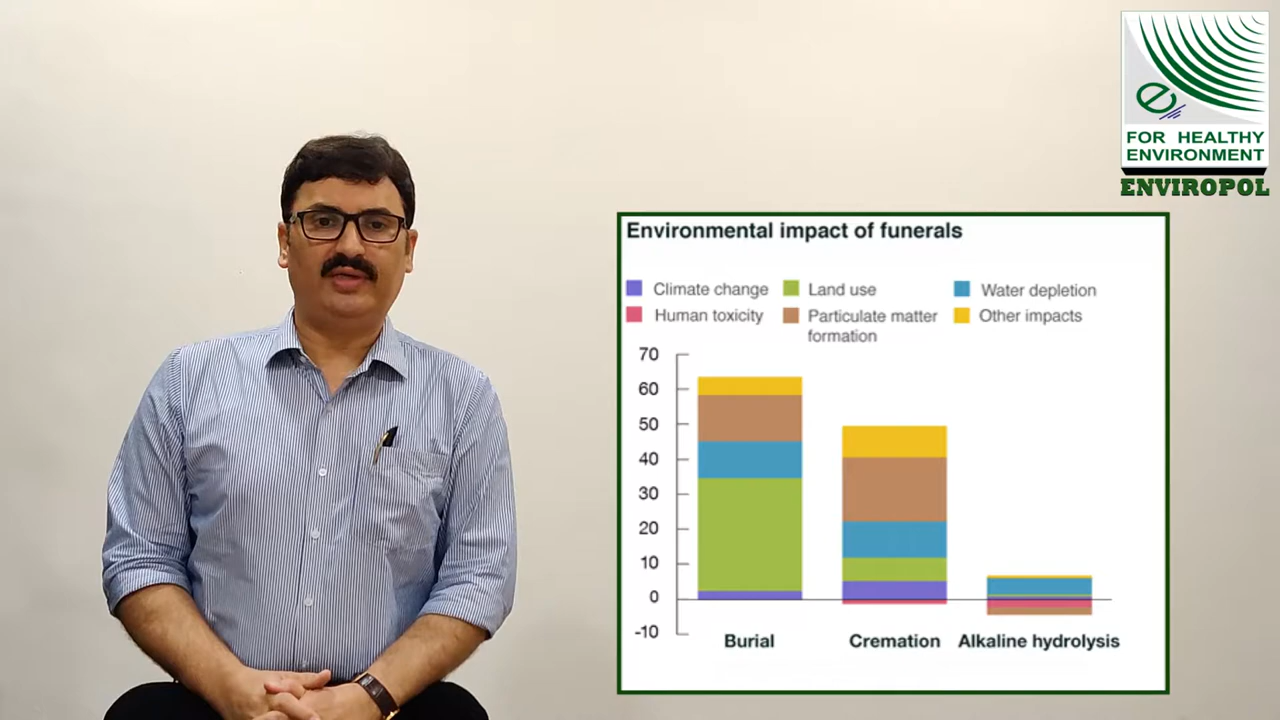 FOR HEALTHY
ENVIRONMENT
ENVIROPOL
Environmental impact of funerals
Climate change
Land use
Water depletion
Human toxicity
Particulate matter
formation
Other impacts
70
60
50
40
30
20
10
0
-10
Burial
Cremation
Alkaline hydrolysis